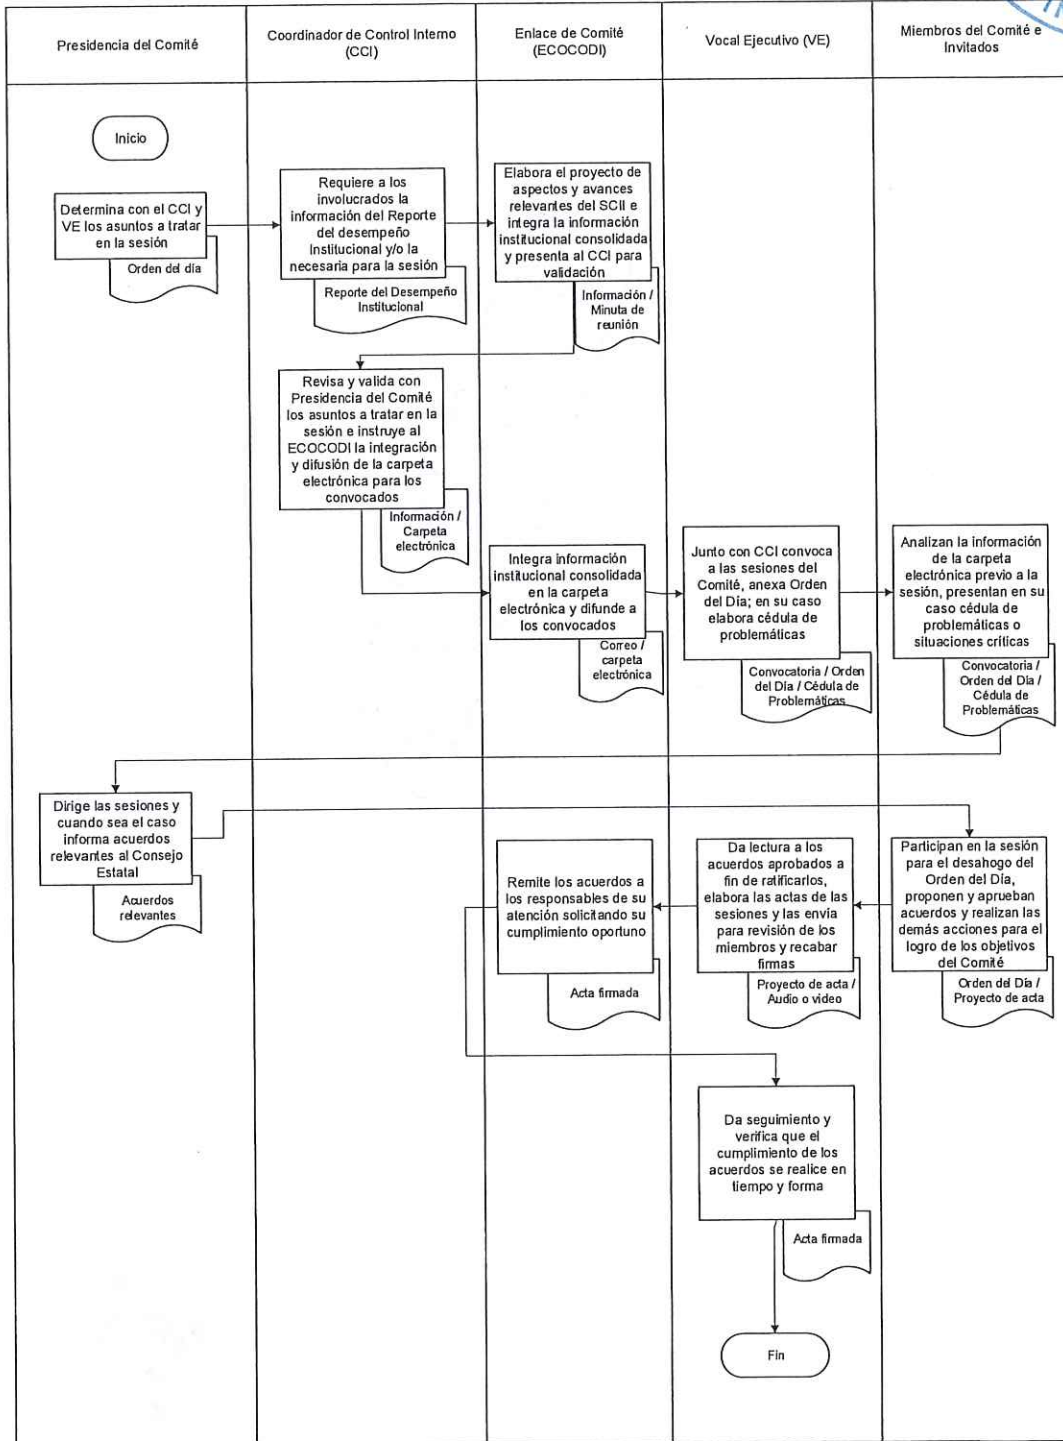 Presidencia del Comité
Coordinador de Control Interno
(CCI)
Enlace de Comité
(ECOCODI)
Vocal Ejecutivo (VE)
Miembros del Comité e
Invitados
Inicio
Determina con el CCI y
VE los asuntos a tratar
en la sesión
Orden del día
Requiere a los
involucrados la
información del Reporte
del desempeño
Institucional y/o la
necesaria para la sesión
Reporte del Desempeño
Institucional
Elabora el proyecto de
aspectos y avances
relevantes del SCII e
integra la información
institucional consolidada
y presenta al CCI para
validación
Información /
Minuta de
reunión
Revisa y valida con
Presidencia del Comité
los asuntos a tratar en la
sesión e instruye al
ECOCODI la integración
y difusión de la carpeta
electrónica para los
convocados
Información /
Carpeta
electrónica
Integra información
institucional consolidada
en la carpeta
electrónica y difunde a
los convocados
Correo /
carpeta
electrónica
Junto con CCI convoca
a las sesiones del
Comité, anexa Orden
del Día; en su caso
elabora cédula de
problemáticas
Convocatoria / Orden
del Día / Cédula de
Problemáticas
Analizan la información
de la carpeta
electrónica previo a la
sesión, presentan en su
caso cédula de
problemáticas o
situaciones críticas
Convocatoria /
Orden del Día /
Cédula de
Problemáticas
Dirige las sesiones y
cuando sea el caso
informa acuerdos
relevantes al Consejo
Estatal
Acuerdos
relevantes
Participan en la sesión
para el desahogo del
Orden del Día,
proponen y aprueban
acuerdos y realizan las
demás acciones para el
logro de los objetivos
del Comité
Orden del Día /
Proyecto de acta
Da lectura a los
acuerdos aprobados a
fin de ratificarlos,
elabora las actas de las
sesiones y las envía
para revisión de los
miembros y recabar
firmas
Proyecto de acta /
Audio o video
Remite los acuerdos a
los responsables de su
atención solicitando su
cumplimiento oportuno
Acta firmada
Da seguimiento y
verifica que el
cumplimiento de los
acuerdos se realice en
tiempo y forma
Acta firmada
Fin